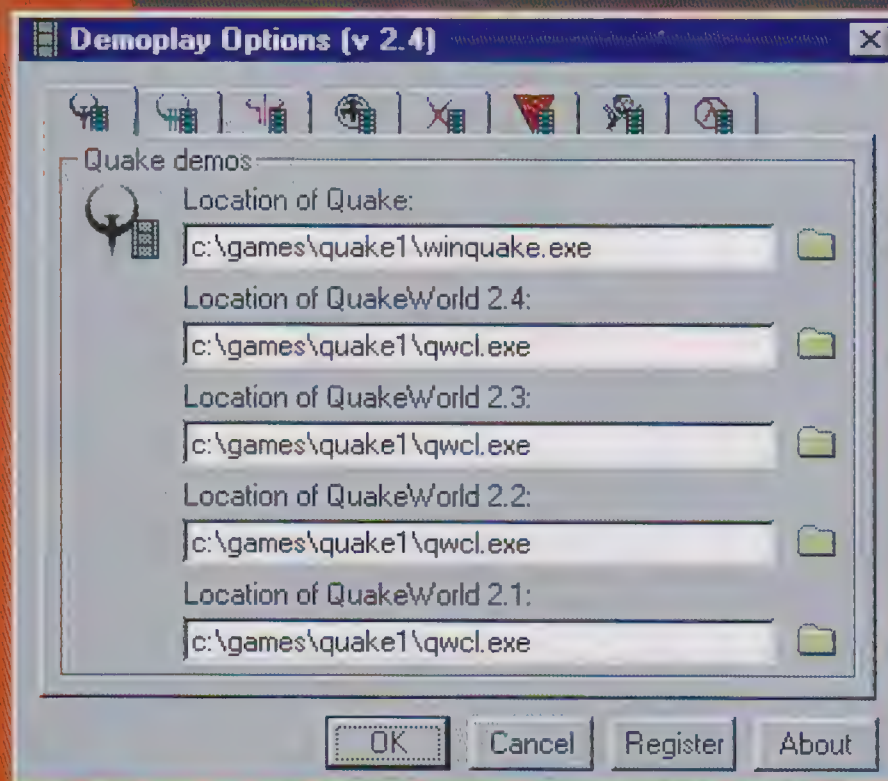 Demoplay Options (v 2.4)
Quake demos
Location of Quake:
c:\games\quake1\winquake.exe
Location of QuakeWorld 2.4:
c:\games\quake1\qwcl.exe
Location of QuakeWorld 2.3:
c:\games\quake1\qwcl.exe
Location of QuakeWorld 2.2:
c:\games\quake1\qwcl.exe
Location of QuakeWorld 2.1:
c:\games\quake1\qwcl.exe
OK Cancel Register About